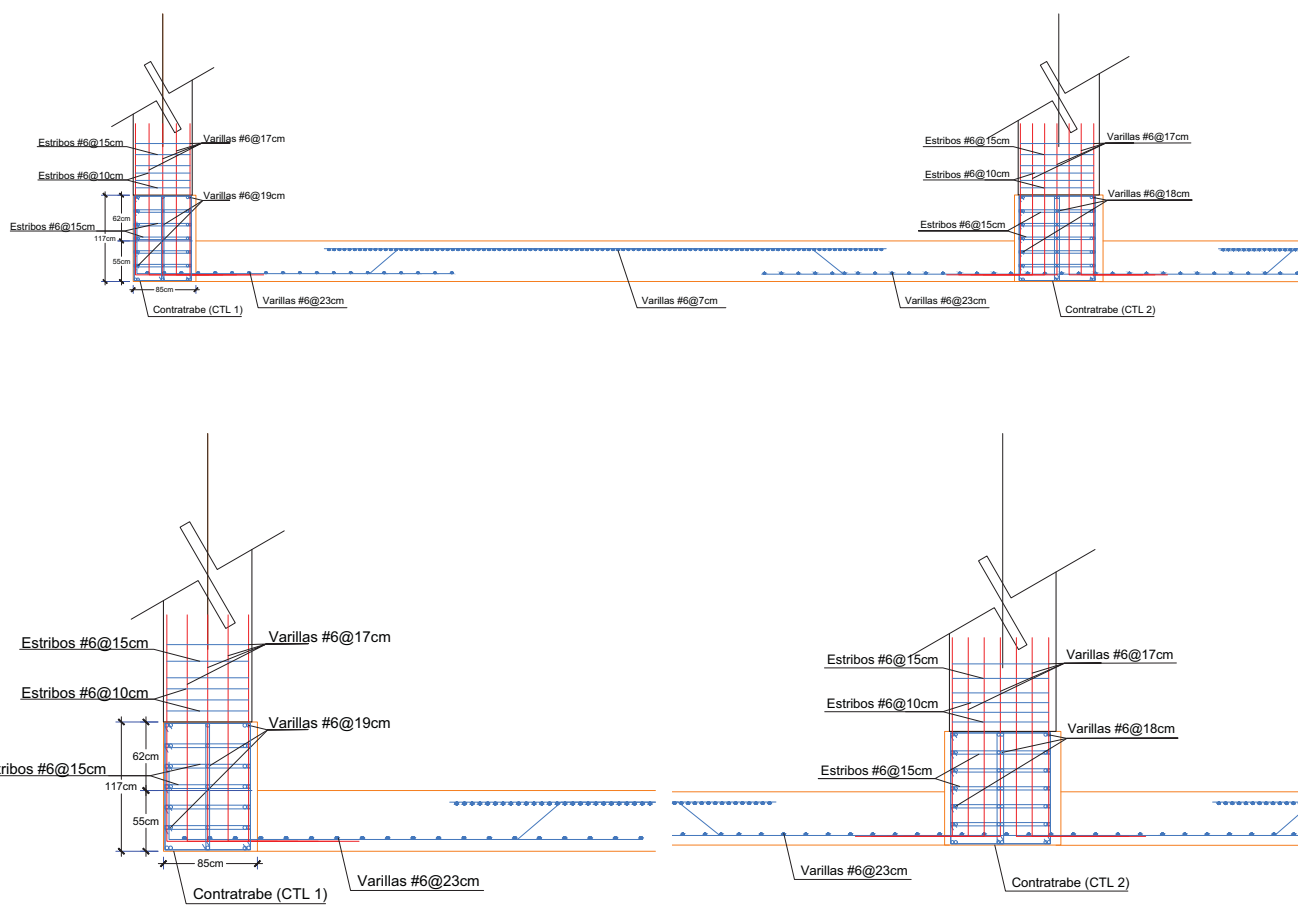 Estribos #6@15cm
Varillas #6@17cm
Estribos #6@10cm
Varillas #6@19cm
62cm
Estribos #6@15cm
117cm
55cm
85cm
Contratrabe (CTL 1)
Varillas #6@23cm
Varillas #6@7cm
Varillas #6@23cm
Estribos #6@15cm
Varillas #6@17cm
Estribos #6@10cm
Varillas #6@18cm
Estribos #6@15cm
Contratrabe (CTL 2)
Estribos #6@15cm
Varillas #6@17cm
Estribos #6@10cm
Varillas #6@19cm
62cm
ribos #6@15cm
117cm
55cm
85cm
Contratrabe (CTL 1)
Varillas #6@23cm
Estribos #6@15cm
Varillas #6@17cm
Estribos #6@10cm
Varillas #6@18cm
Estribos #6@15cm
Varillas #6@23cm
Contratrabe (CTL 2)